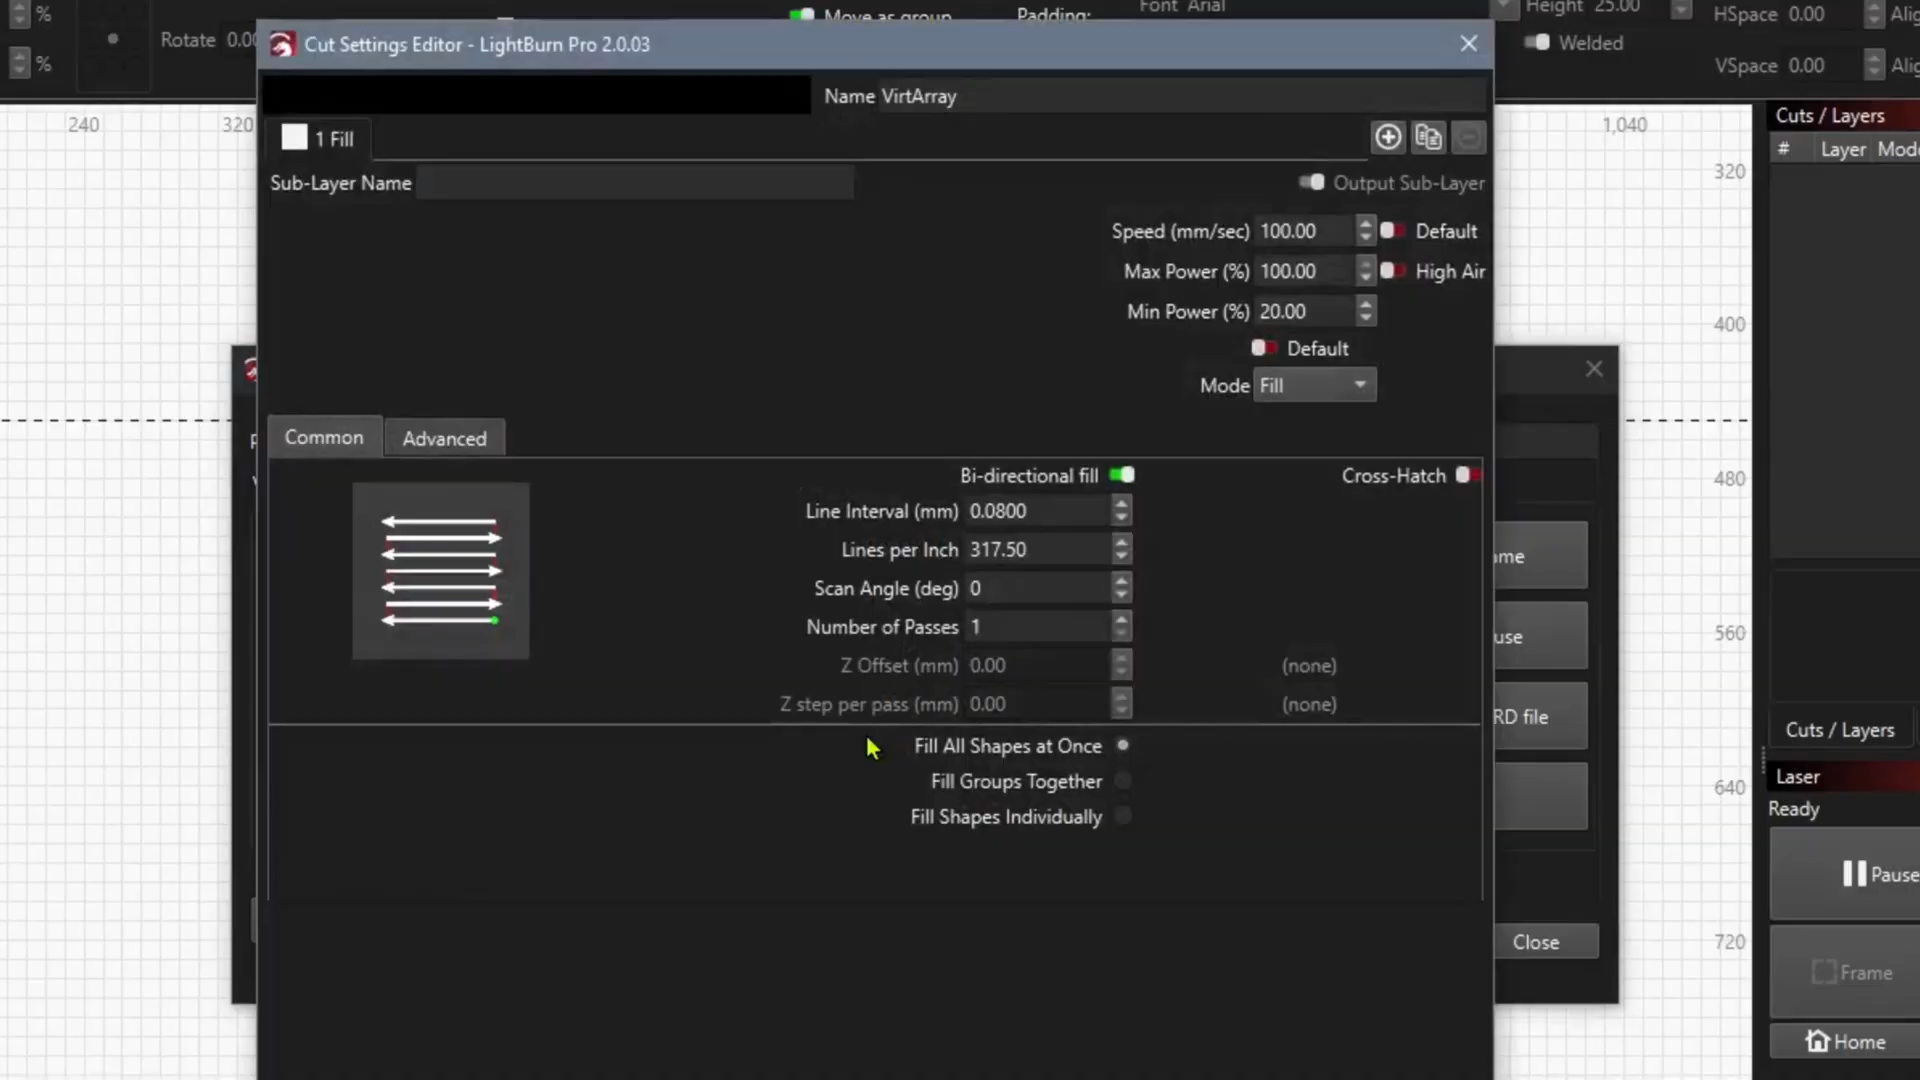 %
Rotate 0.00
%
Move as group
Padding:
Font Arial
Height 25.00
HSpace 0.00
Welded
VSpace 0.00
Cut Settings Editor - LightBurn Pro 2.0.03
Name VirtArray
1 Fill
Sub-Layer Name
Output Sub-Layer
Speed (mm/sec) 100.00
Default
Max Power (%) 100.00
High Air
Min Power (%) 20.00
Default
Mode Fill
Common
Advanced
Bi-directional fill
Cross-Hatch
Line Interval (mm) 0.0800
Lines per Inch 317.50
Scan Angle (deg) 0
Number of Passes 1
Z Offset (mm) 0.00
(none)
Z step per pass (mm) 0.00
(none)
Fill All Shapes at Once
Fill Groups Together
Fill Shapes Individually
240
320
1,040
320
400
480
560
640
720
RD file
Close
Cuts / Layers
#
Layer
Cuts / Layers
Laser
Ready
Pause
Frame
Home